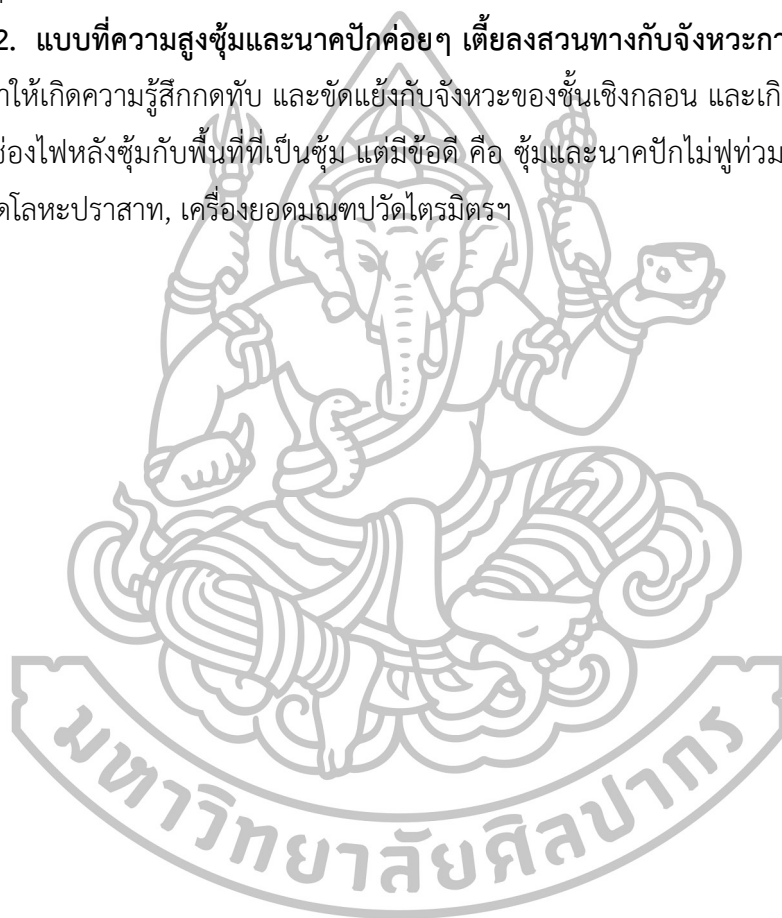 2. แบบที่ความสูงซุ้มและนาคปักค่อยๆ เตี้ยลงสวนทางกับจังหวะกา
าให้เกิดความรู้สึกกดทับ และขัดแย้งกับจังหวะของชั้นเชิงกลอน และเกิ
ช่องไฟหลังซุ้มกับพื้นที่ที่เป็นซุ้ม แต่มีข้อดี คือ ซุ้มและนาคปักไม่ฟูท่วม
ดโลหะปราสาท, เครื่องยอดมณฑปวัดไตรมิตรฯ
มหาวิทยาลัยศิลปากร